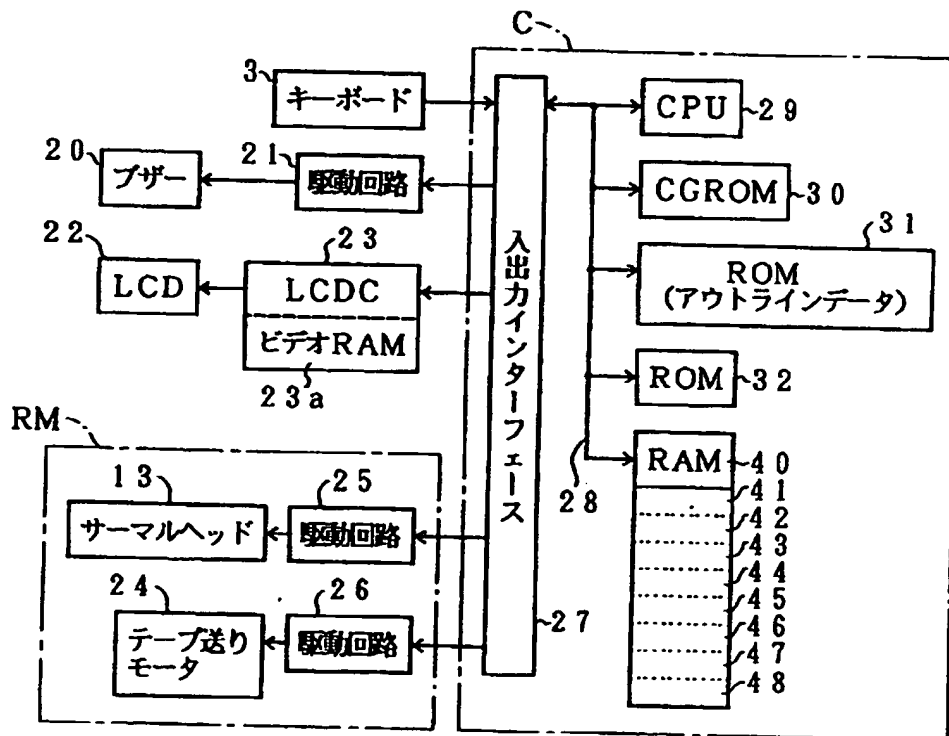 C
3
キーボード
CPU
29
20
ブザー
21
駆動回路
CGROM
30
22
LCD
23
LCDC
ビデオRAM
23a
入出力インターフェース
31
ROM
(アウトラインデータ)
ROM
32
RM
28
RAM
40
41
42
43
44
45
46
47
48
13
サーマルヘッド
25
駆動回路
24
テープ送り
モータ
26
駆動回路
27